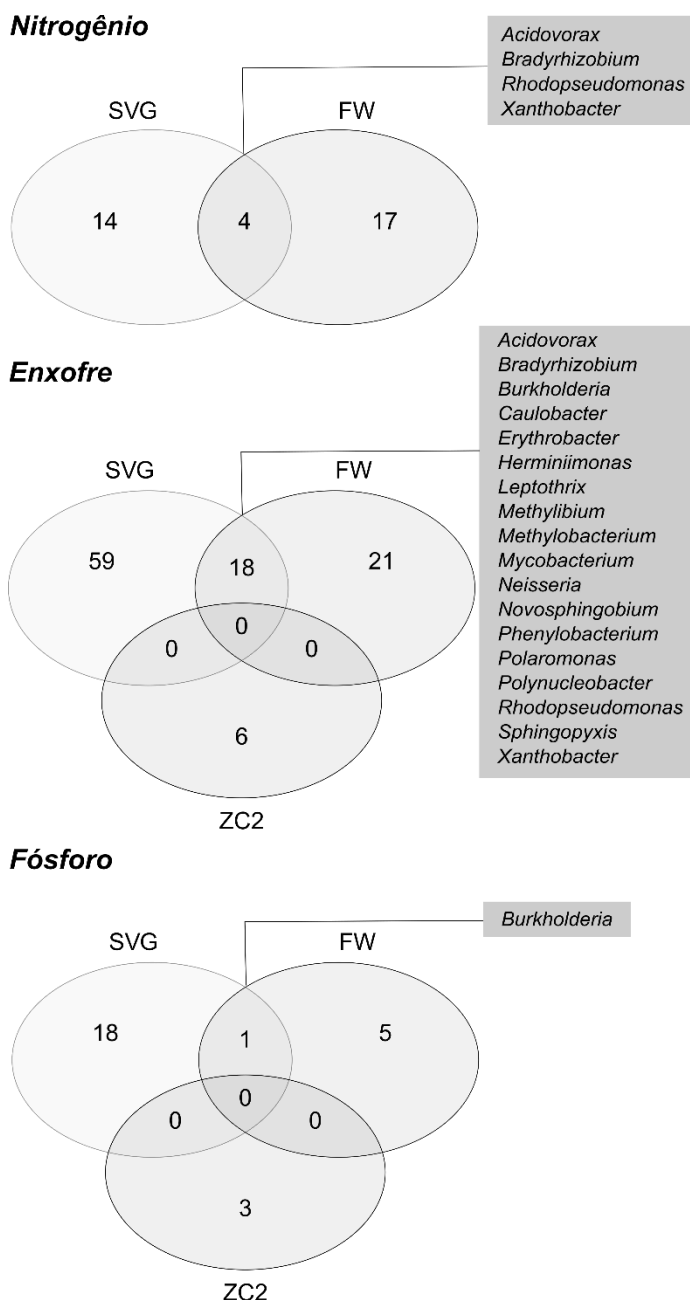 Nitrogênio
Acidovorax
Bradyrhizobium
Rhodopseudomonas
Xanthobacter
SVG
FW
14
4
17
Enxofre
Acidovorax
Bradyrhizobium
Burkholderia
Caulobacter
Erythrobacter
Herminiimonas
Leptothrix
Methylibium
Methylobacterium
Mycobacterium
Neisseria
Novosphingobium
Phenylobacterium
Polaromonas
Polynucleobacter
Rhodopseudomonas
Sphingopyxis
Xanthobacter
SVG
FW
59
18
21
0
0
0
6
ZC2
Fósforo
Burkholderia
SVG
FW
18
1
5
0
0
0
3
ZC2